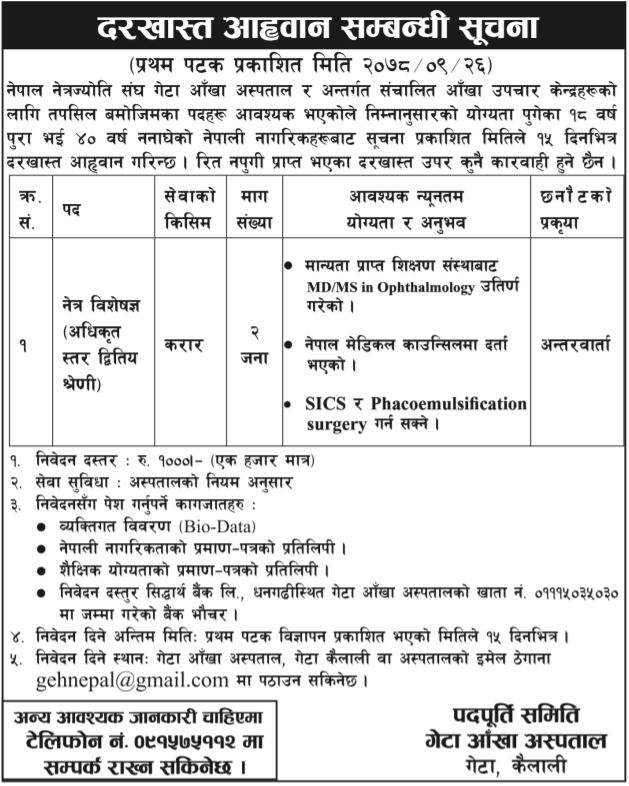 दरखास्त आह्वान सम्बन्धी सूचना
(प्रथम पटक प्रकाशित मिति २०७८/०९/२६)
नेपाल नेत्रज्योति संघ गेटा आँखा अस्पताल र अन्तर्गत संचालित आँखा उपचार केन्द्रहरूको
लागि तपसिल बमोजिमका पदहरू आवश्यक भएकोले निम्नानुसारको योग्यता पुगेका १८ वर्ष
पुरा भई ४० वर्ष ननाघेको नेपाली नागरिकहरूबाट सूचना प्रकाशित मितिले १५ दिनभित्र
दरखास्त आह्वान गरिन्छ । रित नपुगी प्राप्त भएका दरखास्त उपर कुनै कारवाही हुने छैन ।
क्र. सं.
पद
सेवाको किसिम
माग संख्या
आवश्यक न्यूनतम योग्यता र अनुभव
छनौटको प्रकृया
१
नेत्र विशेषज्ञ
(अधिकृत
स्तर द्वितिय
श्रेणी)
करार
२
जना
● मान्यता प्राप्त शिक्षण संस्थाबाट
MD/MS in Ophthalmology उतिर्ण
गरेको ।
● नेपाल मेडिकल काउन्सिलमा दर्ता
भएको ।
● SICS र Phacoemulsification
surgery गर्न सक्ने ।
अन्तरवार्ता
१. निवेदन दस्तर : रु. १०००।– (एक हजार मात्र)
२. सेवा सुविधा : अस्पतालको नियम अनुसार
३. निवेदनसँग पेश गर्नुपर्ने कागजातहरु :
● व्यक्तिगत विवरण (Bio-Data)
● नेपाली नागरिकताको प्रमाण–पत्रको प्रतिलिपी ।
● शैक्षिक योग्यताको प्रमाण–पत्रको प्रतिलिपी ।
● निवेदन दस्तुर सिद्धार्थ बैंक लि., धनगढीस्थित गेटा आँखा अस्पतालको खाता नं. ०१११५०३५०३०
मा जम्मा गरेको बैंक भौचर ।
४. निवेदन दिने अन्तिम मितिः प्रथम पटक विज्ञापन प्रकाशित भएको मितिले १५ दिनभित्र ।
५. निवेदन दिने स्थानः गेटा आँखा अस्पताल, गेटा कैलाली वा अस्पतालको इमेल ठेगाना
gehnepal@gmail.com मा पठाउन सकिनेछ ।
अन्य आवश्यक जानकारी चाहिएमा
टेलिफोन नं. ०९१५७५११२ मा
सम्पर्क राख्न सकिनेछ ।
पदपूर्ति समिति
गेटा आँखा अस्पताल
गेटा, कैलाली